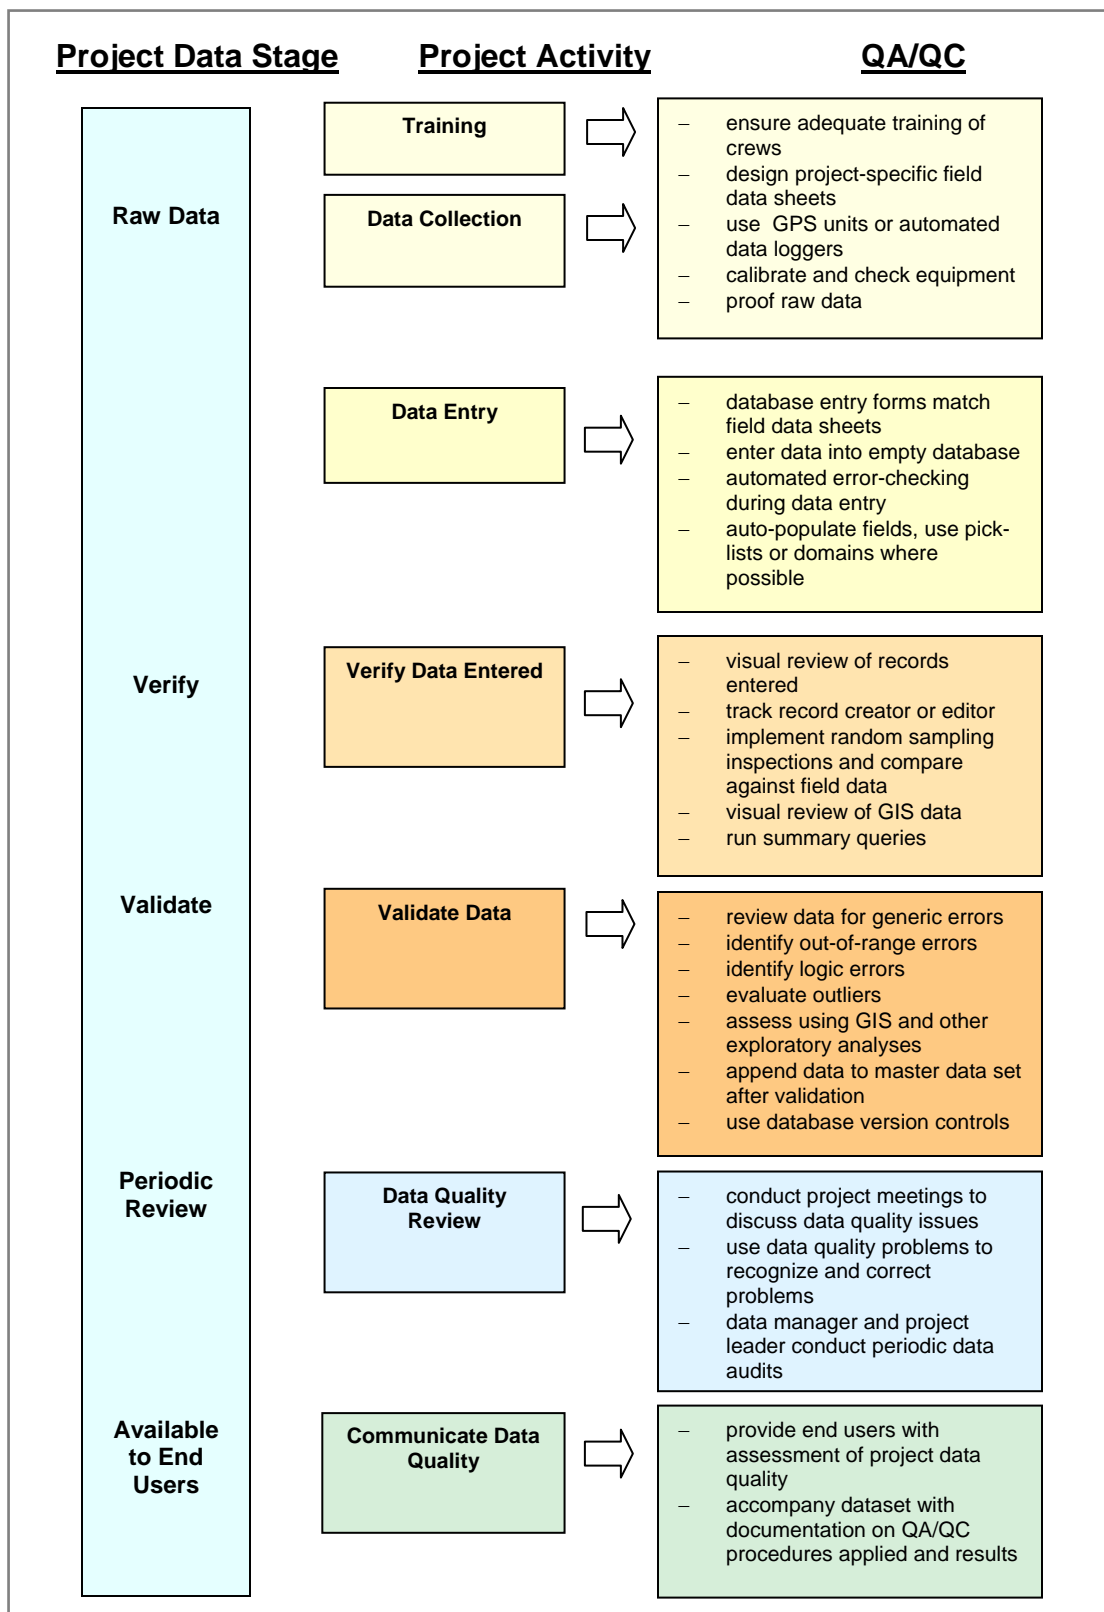 Project Data Stage
Project Activity
QA/QC
Raw Data
Training
Data Collection
– ensure adequate training of
crews
– design project-specific field
data sheets
– use GPS units or automated
data loggers
– calibrate and check equipment
– proof raw data
Data Entry
– database entry forms match
field data sheets
– enter data into empty database
– automated error-checking
during data entry
– auto-populate fields, use pick-
lists or domains where
possible
Verify
Verify Data Entered
– visual review of records
entered
– track record creator or editor
– implement random sampling
inspections and compare
against field data
– visual review of GIS data
– run summary queries
Validate
Validate Data
– review data for generic errors
– identify out-of-range errors
– identify logic errors
– evaluate outliers
– assess using GIS and other
exploratory analyses
– append data to master data set
after validation
– use database version controls
Periodic
Review
Data Quality
Review
– conduct project meetings to
discuss data quality issues
– use data quality problems to
recognize and correct
problems
– data manager and project
leader conduct periodic data
audits
Available
to End
Users
Communicate Data
Quality
– provide end users with
assessment of project data
quality
– accompany dataset with
documentation on QA/QC
procedures applied and results